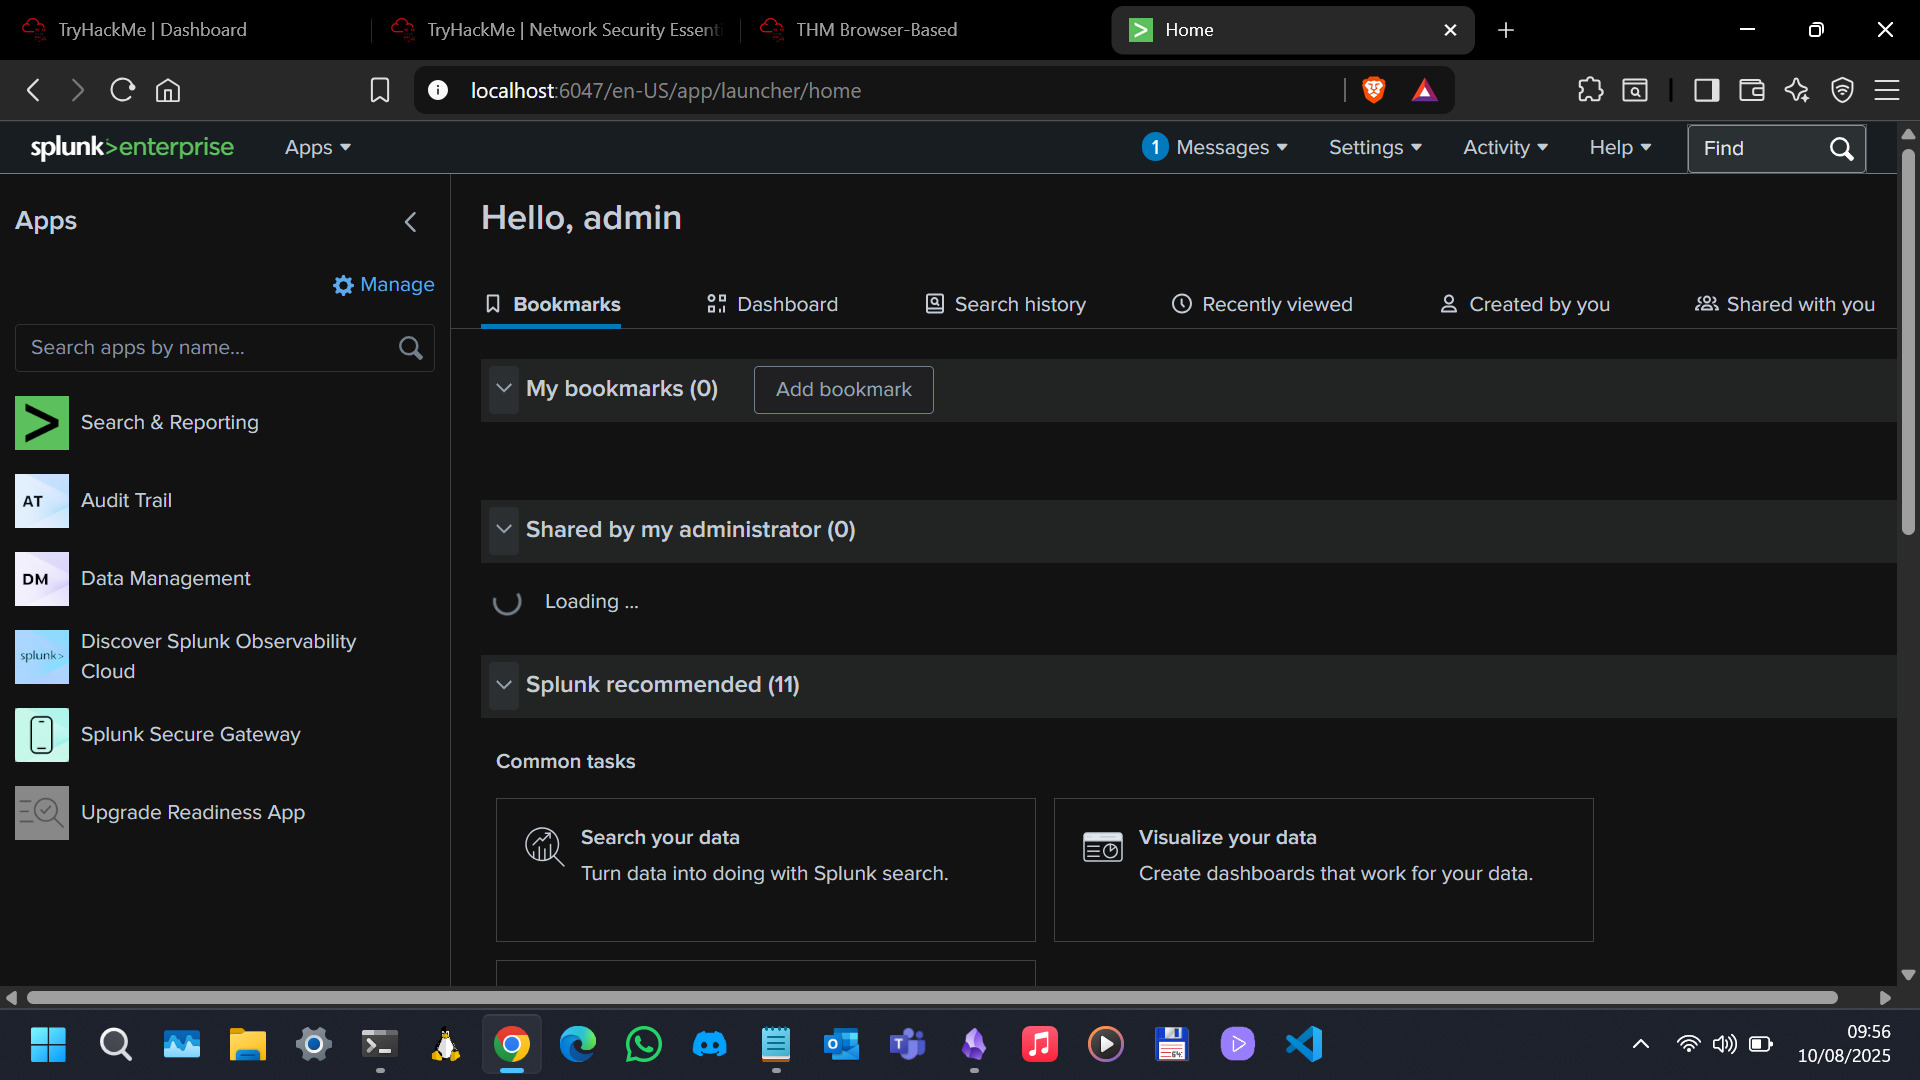 TryHackMe | Dashboard
TryHackMe | Network Security Essenti
THM Browser-Based
Home
localhost:6047/en-US/app/launcher/home
splunk>enterprise
Apps
1
Messages
Settings
Activity
Help
Find
Apps
Manage
Search apps by name...
Search & Reporting
AT
Audit Trail
DM
Data Management
splunk>
Discover Splunk Observability
Cloud
Splunk Secure Gateway
Upgrade Readiness App
Hello, admin
Bookmarks
Dashboard
Search history
Recently viewed
Created by you
Shared with you
My bookmarks (0)
Add bookmark
Shared by my administrator (0)
Loading ...
Splunk recommended (11)
Common tasks
Search your data
Turn data into doing with Splunk search.
Visualize your data
Create dashboards that work for your data.
09:56
10/08/2025